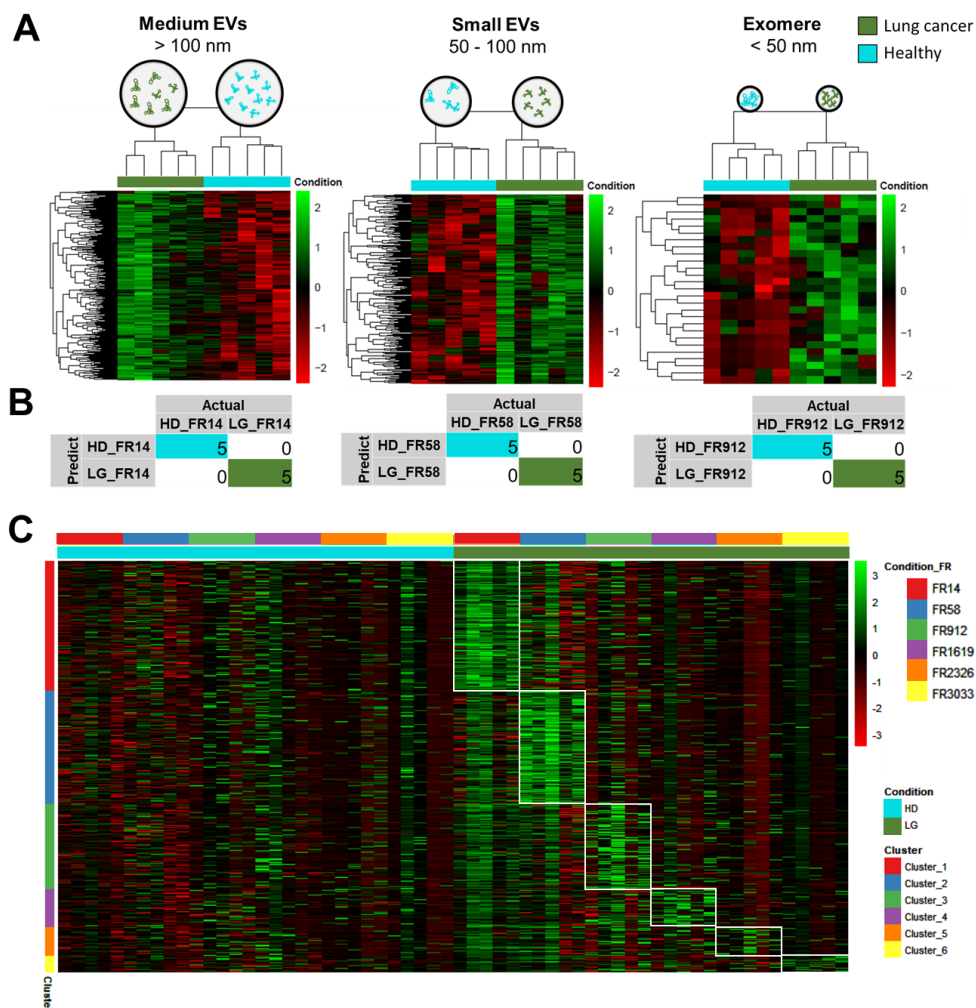 A
Medium EVs
> 100 nm
Small EVs
50 - 100 nm
Exomere
< 50 nm
Lung cancer
Healthy
Condition
2
1
0
−1
−2
Condition
2
1
0
−1
−2
Condition
2
1
0
−1
−2
B
Actual
HD_FR14 LG_FR14
Predict
HD_FR14 5 0
LG_FR14 0 5
Actual
HD_FR58 LG_FR58
Predict
HD_FR58 5 0
LG_FR58 0 5
Actual
HD_FR912 LG_FR912
Predict
HD_FR912 5 0
LG_FR912 0 5
C
3
2
1
0
-1
-2
-3
Condition_FR
FR14
FR58
FR912
FR1619
FR2326
FR3033
Condition
HD
LG
Cluster
Cluster_1
Cluster_2
Cluster_3
Cluster_4
Cluster_5
Cluster_6
Cluster